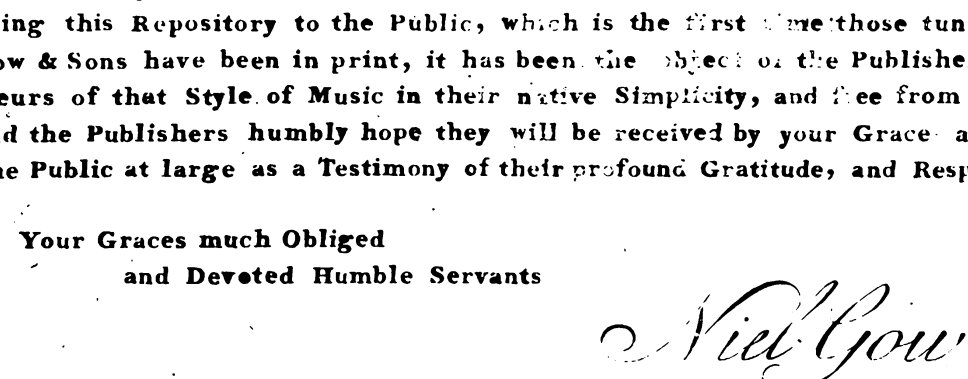 ing this Repository to the Public, which is the first time those tun
ow & Sons have been in print, it has been the object of the Publishe
eurs of that Style of Music in their native Simplicity, and free from
d the Publishers humbly hope they will be received by your Grace a
he Public at large as a Testimony of their profound Gratitude, and Resp
Your Graces much Obliged
and Devoted Humble Servants
Niel Gow